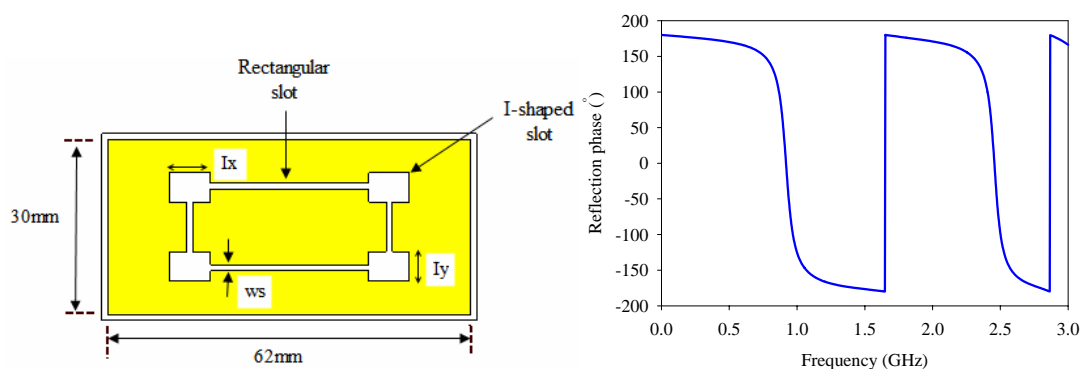 Rectangular
slot
I-shaped
slot
Ix
30mm
Iy
ws
62mm
Reflection phase (°)
200
150
100
50
0
-50
-100
-150
-200
0.0 0.5 1.0 1.5 2.0 2.5 3.0
Frequency (GHz)